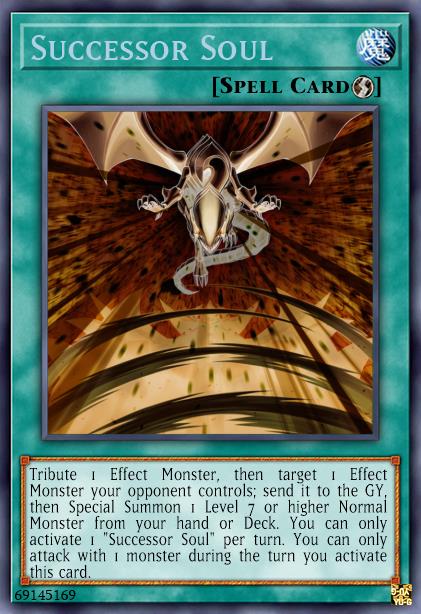 Successor Soul
[Spell Card]
Tribute 1 Effect Monster, then target 1 Effect
Monster your opponent controls; send it to the GY,
then Special Summon 1 Level 7 or higher Normal
Monster from your hand or Deck. You can only
activate 1 "Successor Soul" per turn. You can only
attack with 1 monster during the turn you activate
this card.
69145169